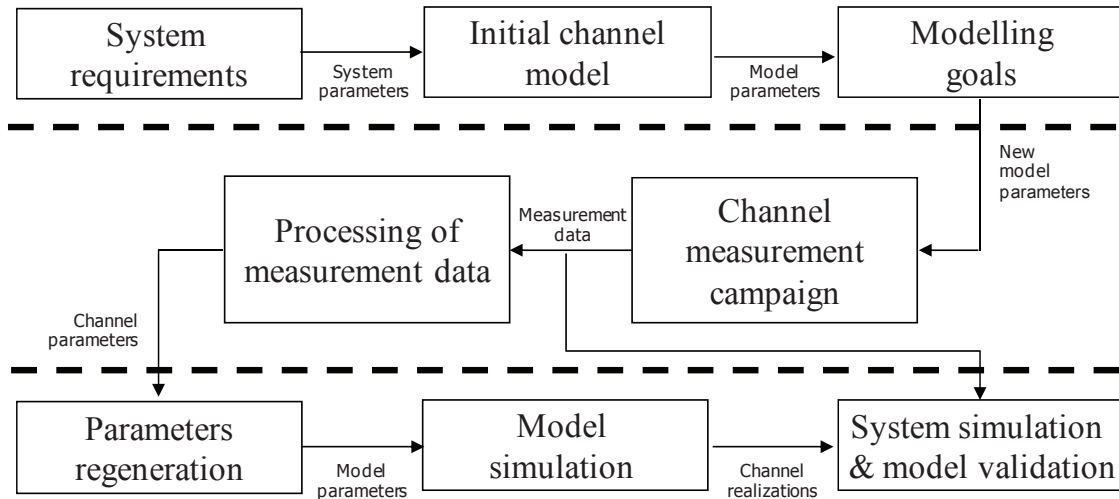 System
requirements
System
parameters
Initial channel
model
Model
parameters
Modelling
goals
New
model
parameters
Channel
measurement
campaign
Measurement
data
Processing of
measurement data
Channel
parameters
Parameters
regeneration
Model
parameters
Model
simulation
Channel
realizations
System simulation
& model validation